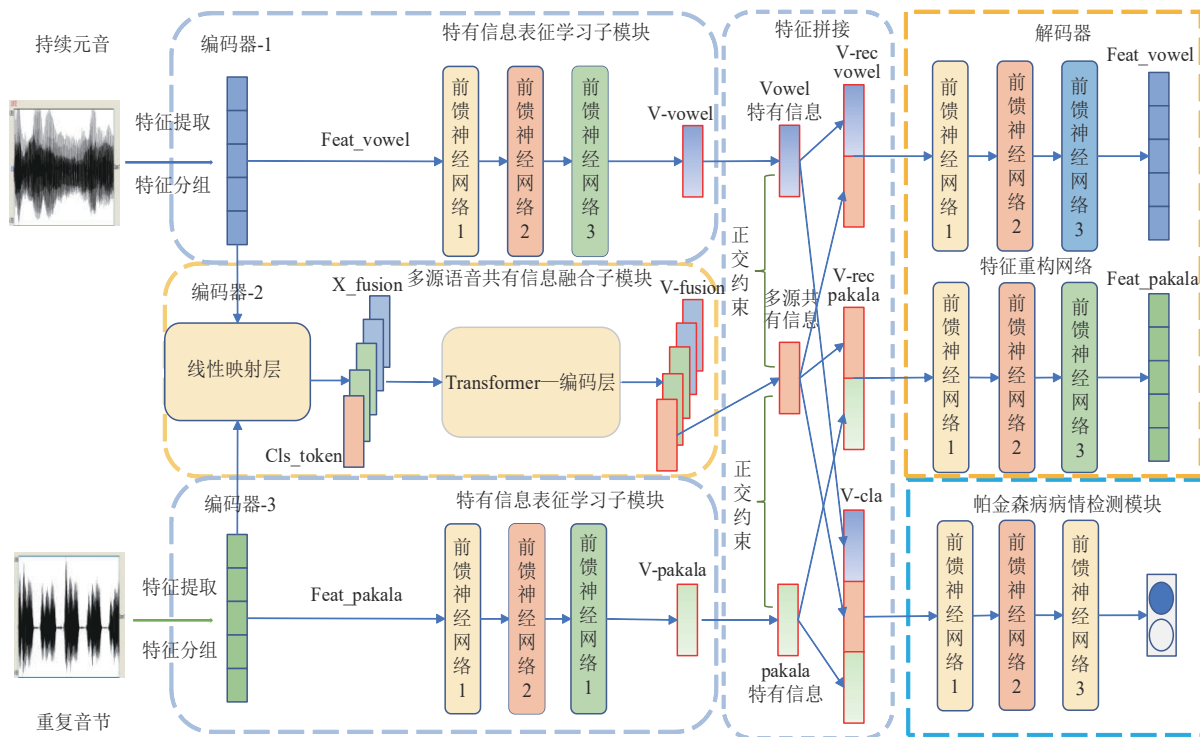 持续元音
特征提取
特征分组
编码器-1
特有信息表征学习子模块
Feat_vowel
前馈神经网络1
前馈神经网络2
前馈神经网络3
V-vowel
编码器-2
多源语音共有信息融合子模块
线性映射层
X_fusion
Cls_token
Transformer—编码层
V-fusion
编码器-3
特有信息表征学习子模块
重复音节
特征提取
特征分组
Feat_pakala
前馈神经网络1
前馈神经网络2
前馈神经网络1
V-pakala
特征拼接
Vowel
特有信息
正交约束
多源共
有信息
正交约束
pakala
特有信息
V-rec
vowel
V-rec
pakala
V-cla
解码器
前馈神经网络1
前馈神经网络2
前馈神经网络3
Feat_vowel
特征重构网络
前馈神经网络1
前馈神经网络2
前馈神经网络3
Feat_pakala
帕金森病病情检测模块
前馈神经网络1
前馈神经网络2
前馈神经网络3